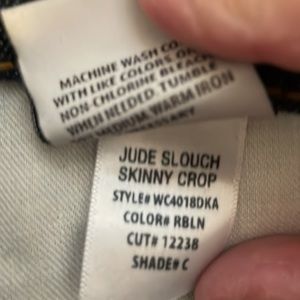 MACHINE WASH CO
WITH LIKE COLORS ON
NON-CHLORINE BLEACH
WHEN NEEDED TUMBLE
MEDIUM WARM IRON
JUDE SLOUCH
SKINNY CROP
STYLE# WC4018DKA
COLOR# RBLN
CUT# 12238
SHADE# C